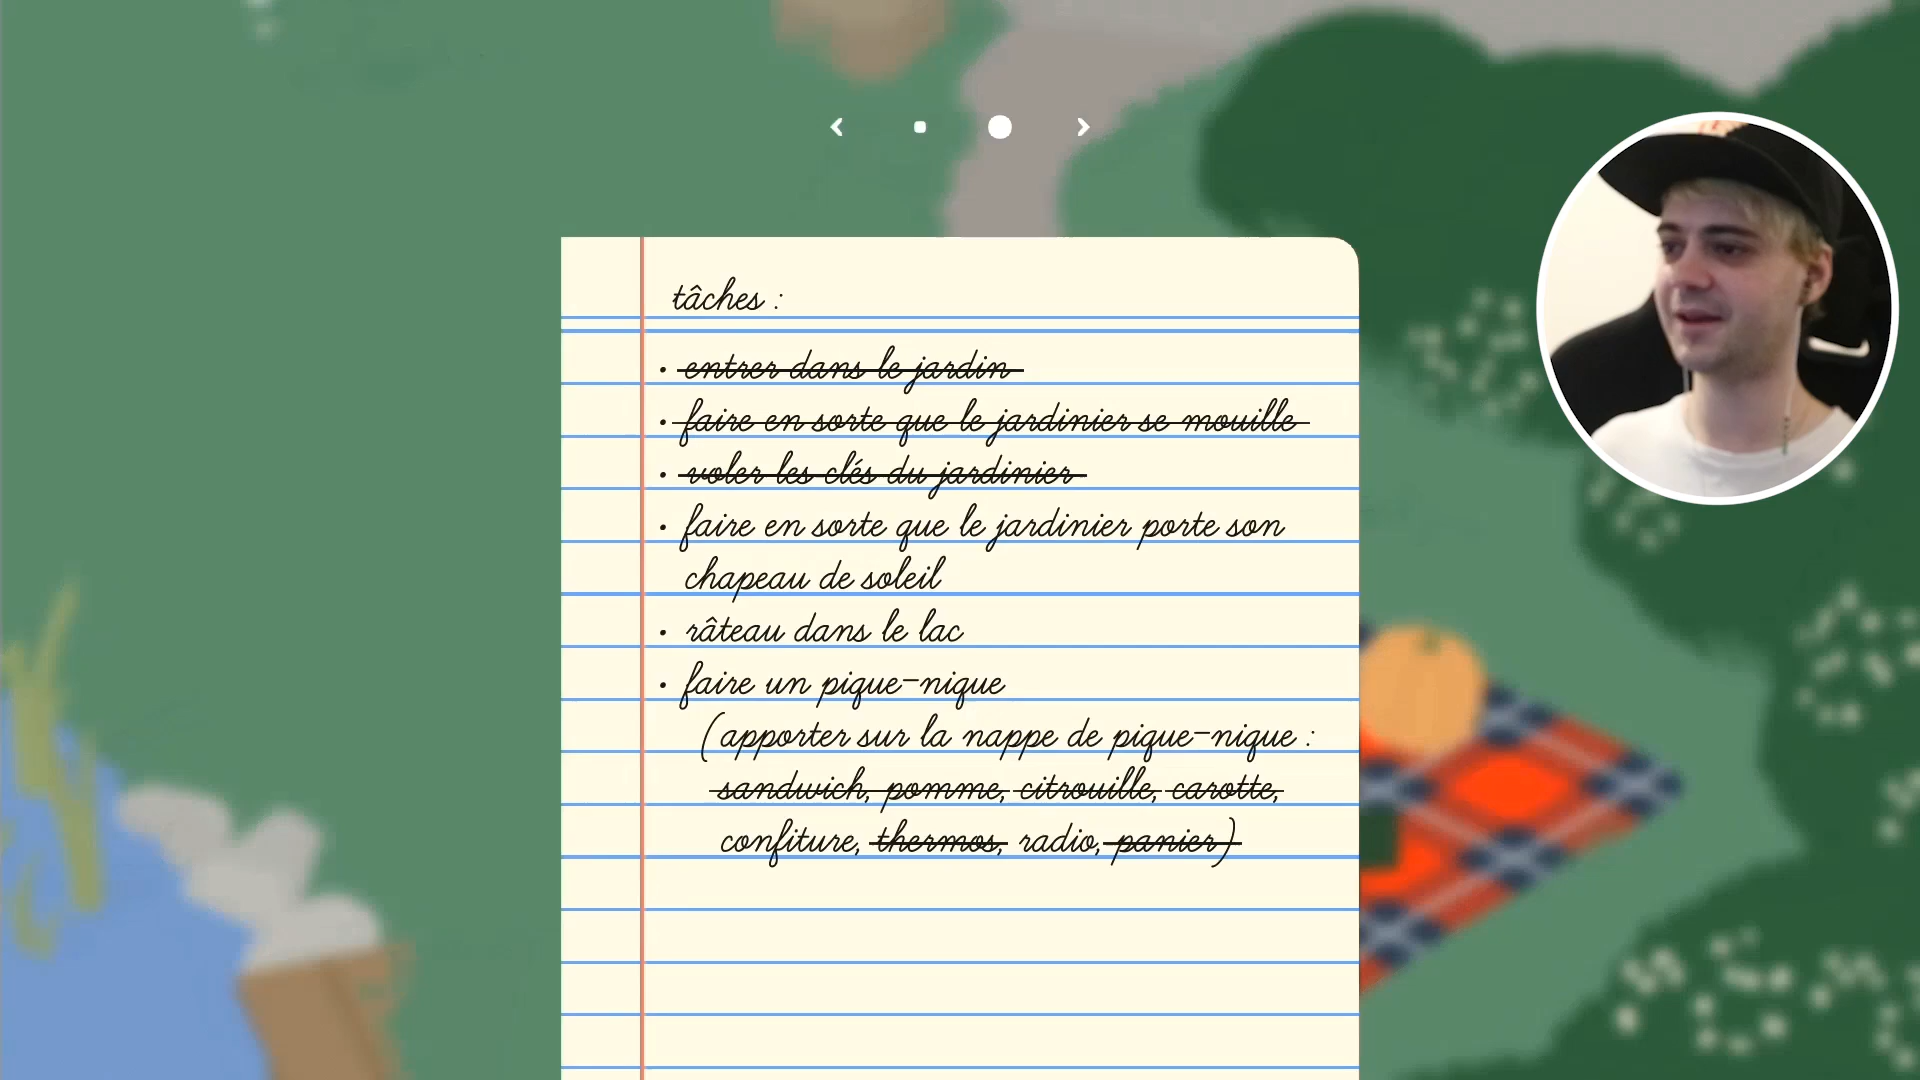 tâches :
• entrer dans le jardin
• faire en sorte que le jardinier se mouille
• voler les clés du jardinier
• faire en sorte que le jardinier porte son
chapeau de soleil
• râteau dans le lac
• faire un pique-nique
(apporter sur la nappe de pique-nique :
sandwich, pomme, citrouille, carotte,
confiture, thermos, radio, panier)